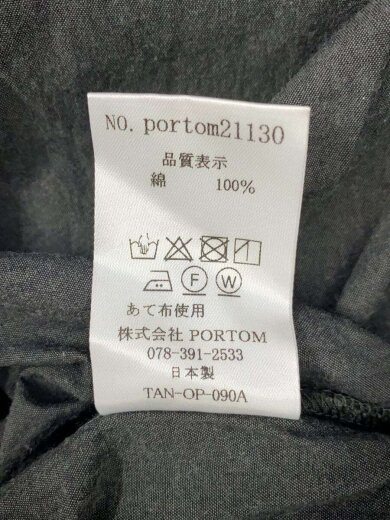 NO. portom21130
品質表示
綿 100%
F W
あて布使用
株式会社 PORTOM
078-391-2533
日本製
TAN-OP-090A